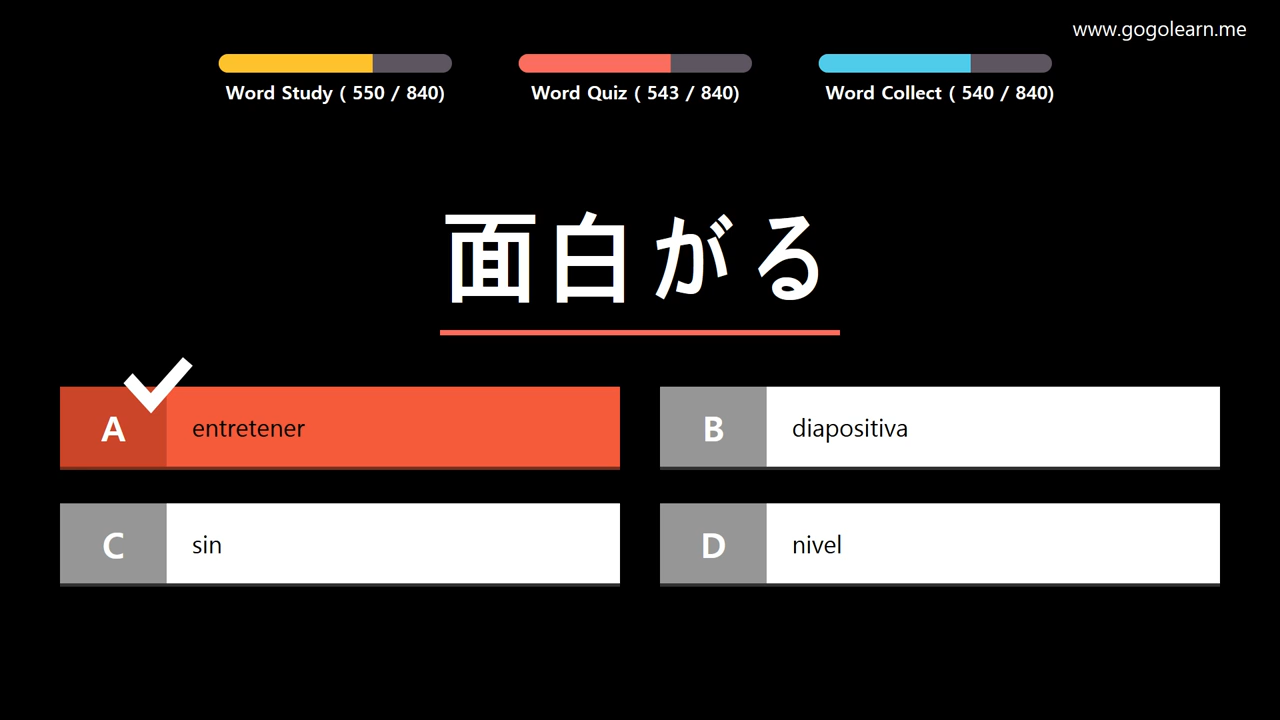 www.gogolearn.me
Word Study ( 550 / 840)
Word Quiz ( 543 / 840)
Word Collect ( 540 / 840)
面白がる
A entretener
B diapositiva
C sin
D nivel